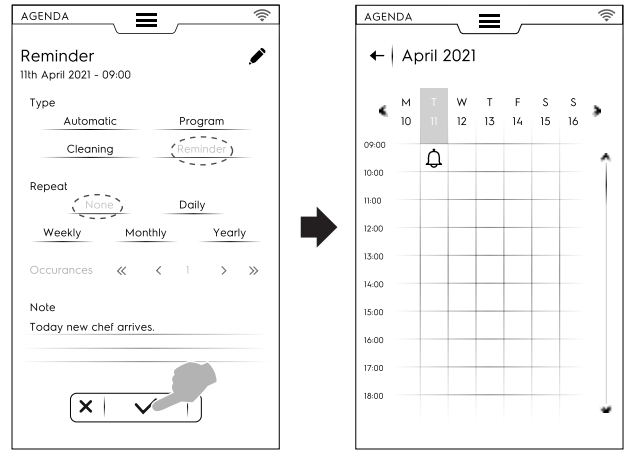 AGENDA
Reminder
11th April 2021 - 09:00
Type
Automatic Program
Cleaning Reminder
Repeat
None Daily
Weekly Monthly Yearly
Occurances « < 1 > »
Note
Today new chef arrives.
AGENDA
April 2021
M T W T F S S
10 11 12 13 14 15 16
09:00
10:00
11:00
12:00
13:00
14:00
15:00
16:00
17:00
18:00